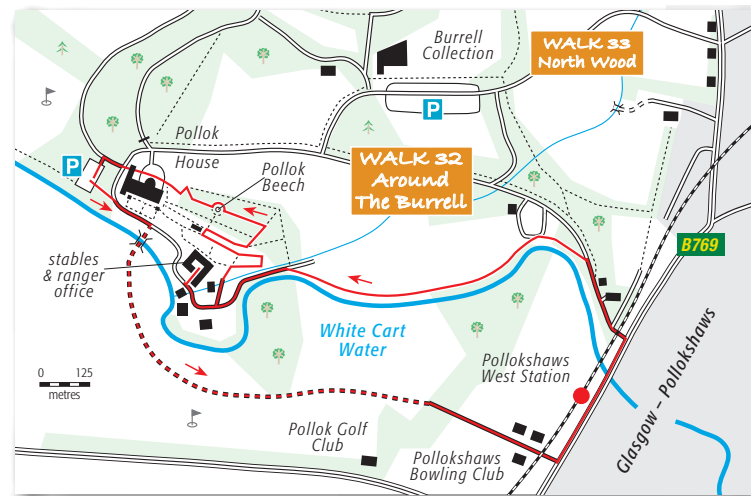 Burrell
Collection
WALK 33
North Wood
P
Pollok
House
P
Pollok
Beech
WALK 32
Around
The Burrell
B769
stables
& ranger
office
White Cart
Water
Pollokshaws
West Station
0 125
metres
Pollok Golf
Club
Pollokshaws
Bowling Club
Glasgow – Pollokshaws